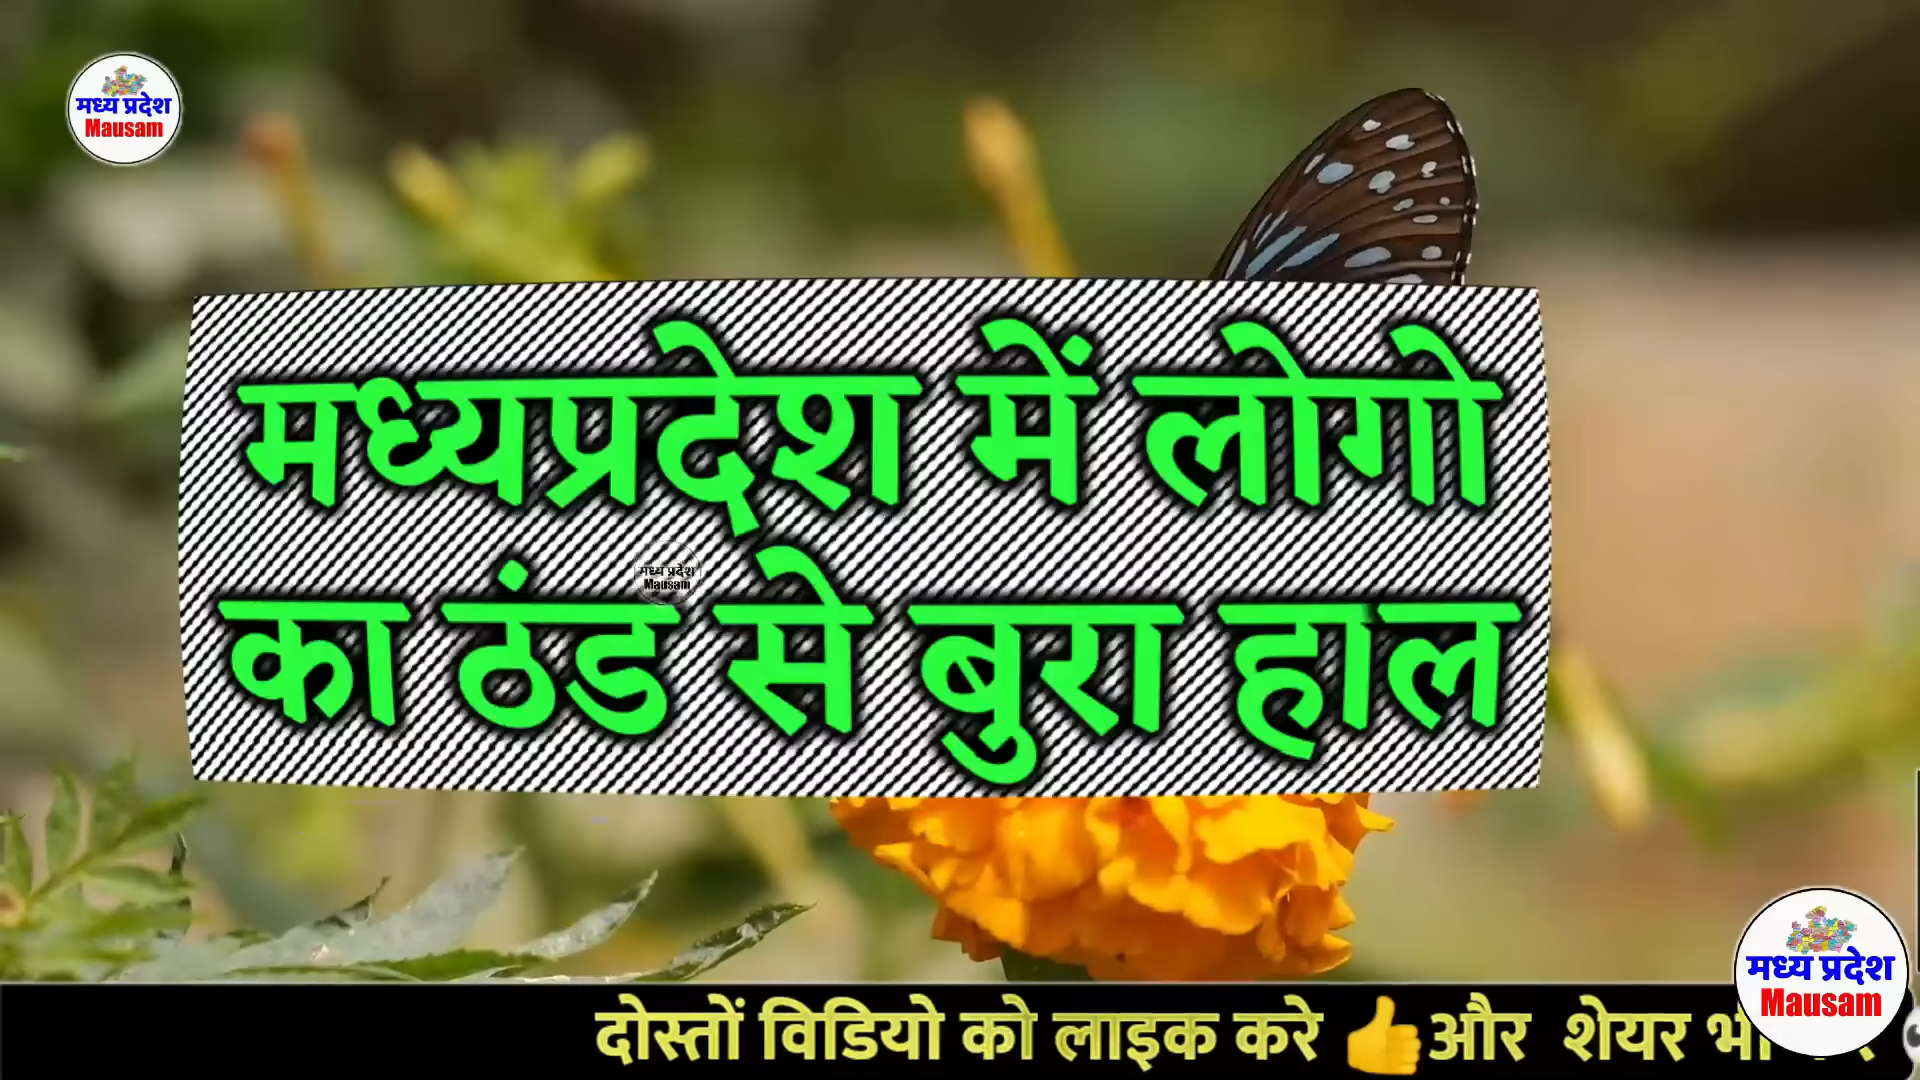 मध्य प्रदेश
Mausam
मध्यप्रदेश में लोगो
का ठंड से बुरा हाल
मध्य प्रदेश
Mausam
मध्य प्रदेश
Mausam
दोस्तों विडियो को लाइक करे 👍और शेयर